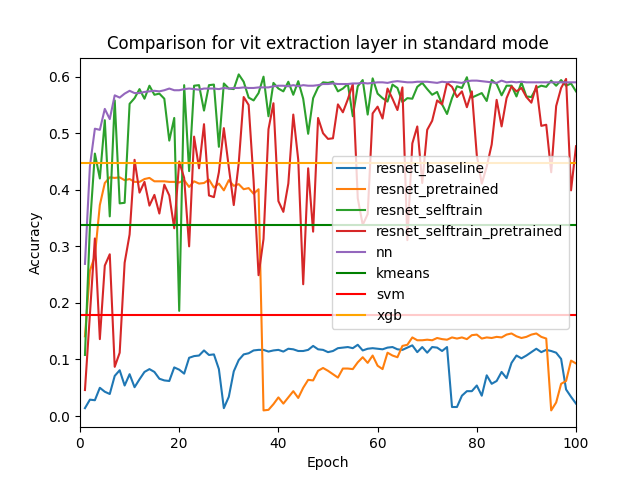 Comparison for vit extraction layer in standard mode
Accuracy
0.6
0.5
0.4
0.3
0.2
0.1
0.0
resnet_baseline
resnet_pretrained
resnet_selftrain
resnet_selftrain_pretrained
nn
kmeans
svm
xgb
0 20 40 60 80 100
Epoch